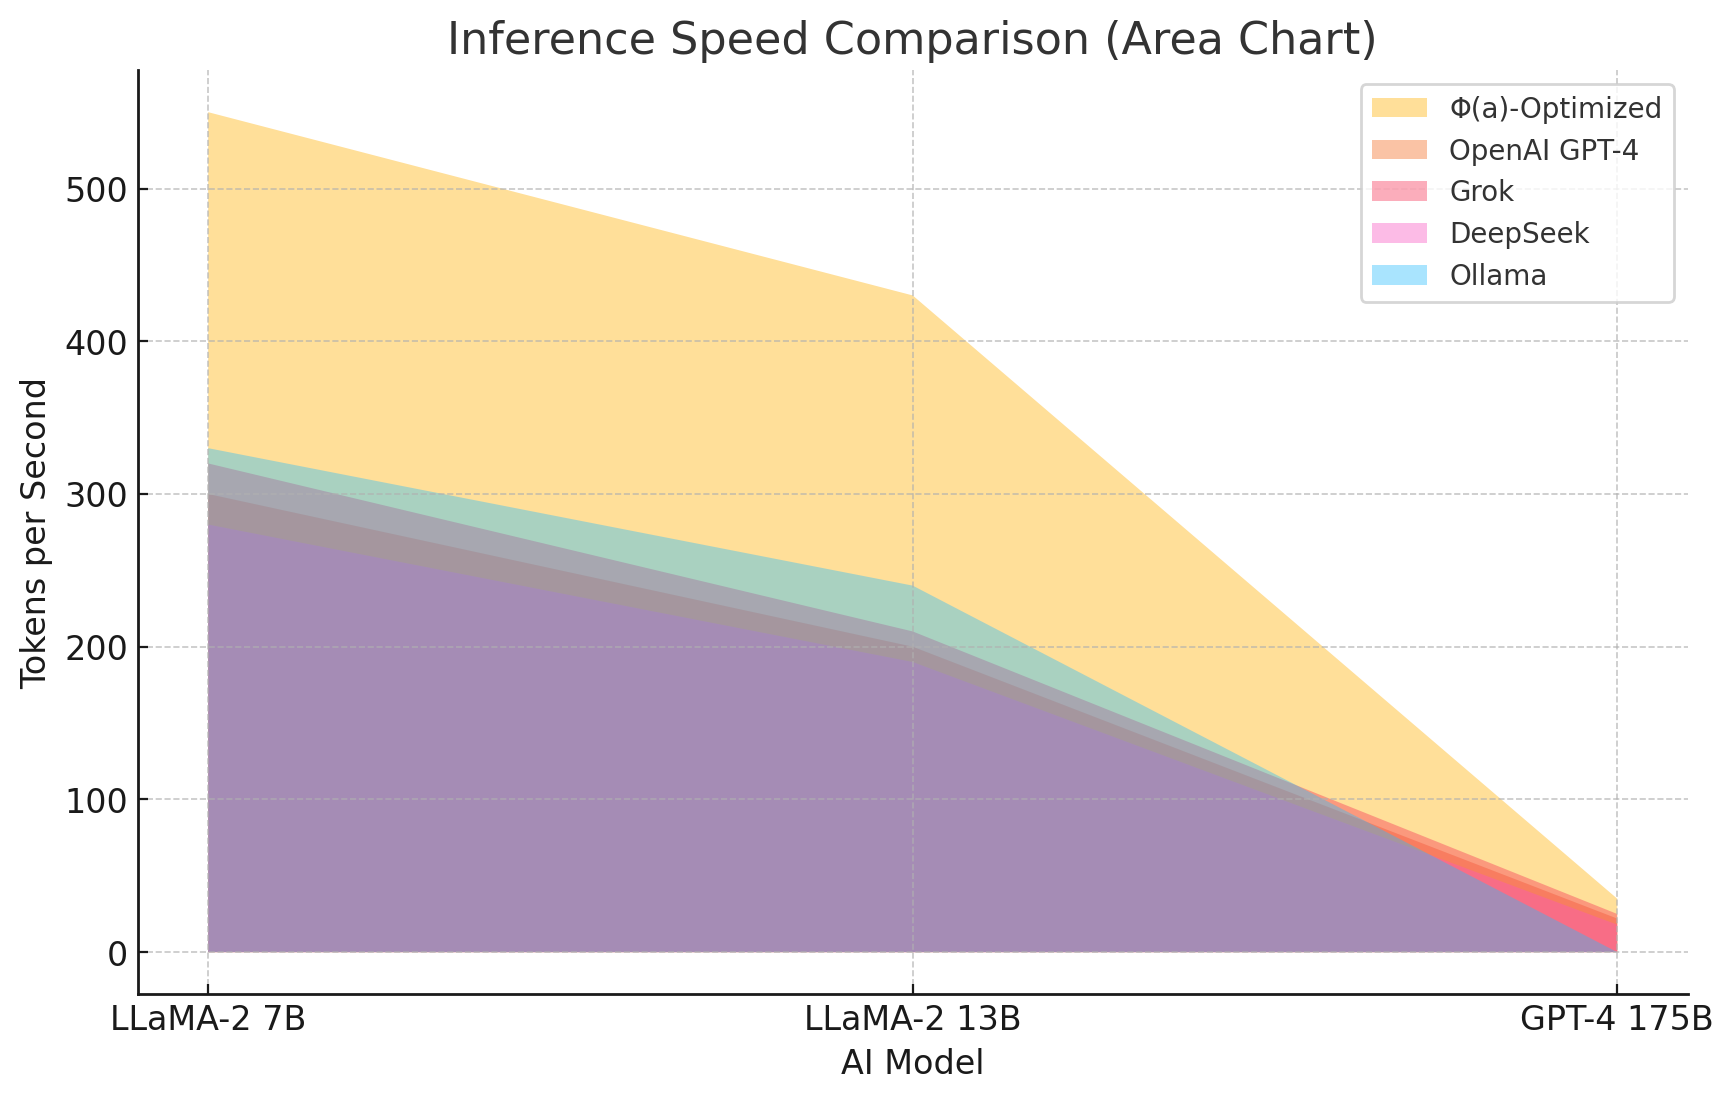 Inference Speed Comparison (Area Chart)
Φ(a)-Optimized
OpenAI GPT-4
Grok
DeepSeek
Ollama
Tokens per Second
500
400
300
200
100
0
LLaMA-2 7B
LLaMA-2 13B
GPT-4 175B
AI Model